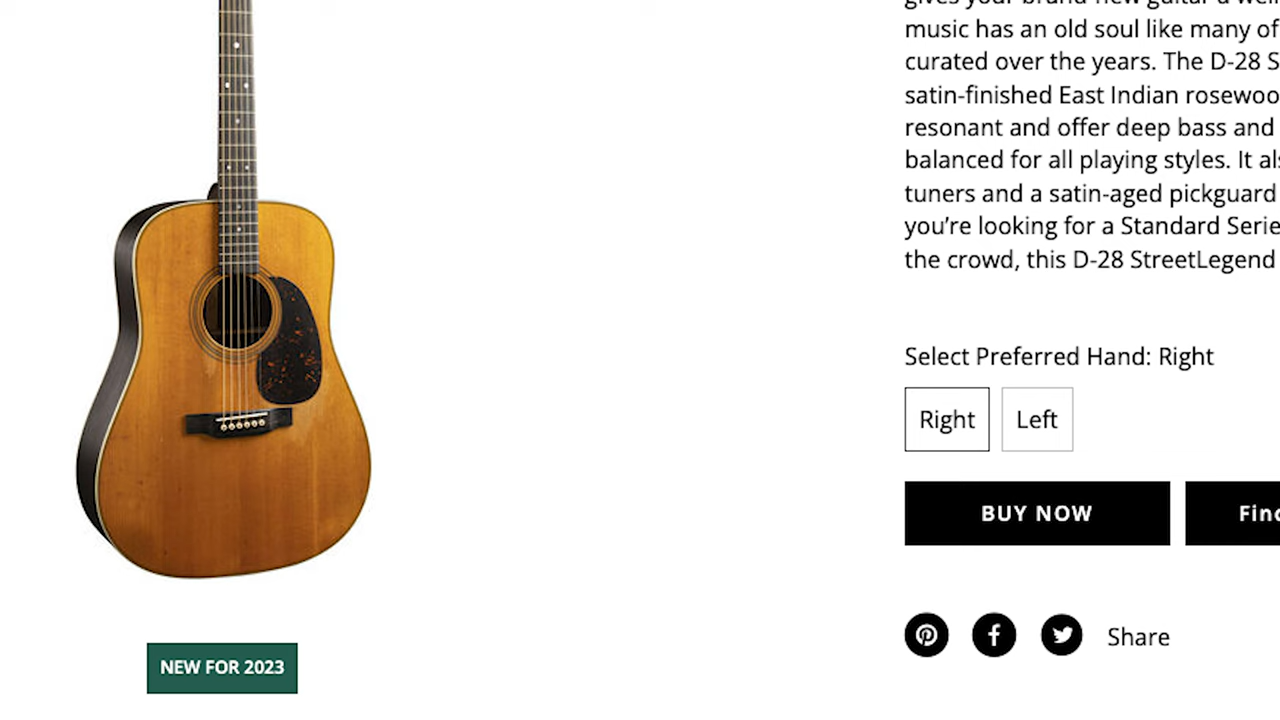 music has an old soul like many of
curated over the years. The D-28
satin-finished East Indian
resonant and offer deep bass and
balanced for all playing styles. It
tuners and a satin-aged pickguard
you’re looking for a Standard
the crowd, this D-28 StreetLegend
Select Preferred Hand: Right
Right
Left
BUY NOW
Share
NEW FOR 2023